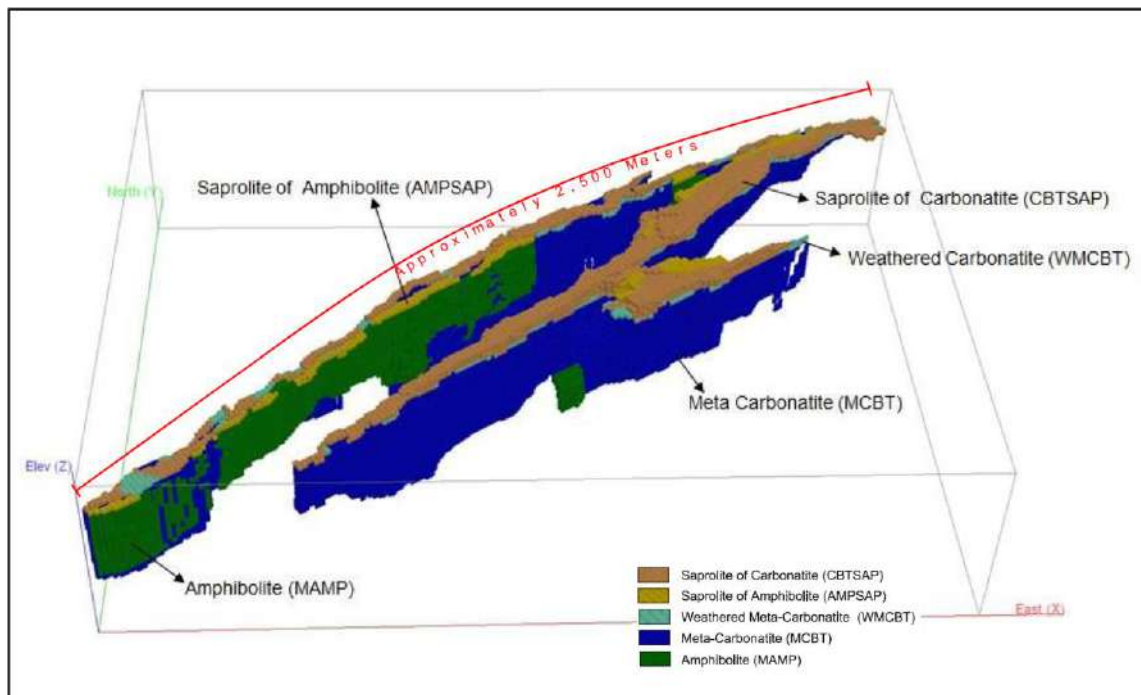 North (Y)
Saprolite of Amphibolite (AMPSAP)
Approximately 2,500 Meters
Saprolite of Carbonatite (CBTSAP)
Weathered Carbonatite (WMCBT)
Meta Carbonatite (MCBT)
Elev (Z)
Amphibolite (MAMP)
East (X)
Saprolite of Carbonatite (CBTSAP)
Saprolite of Amphibolite (AMPSAP)
Weathered Meta-Carbonatite (WMCBT)
Meta-Carbonatite (MCBT)
Amphibolite (MAMP)